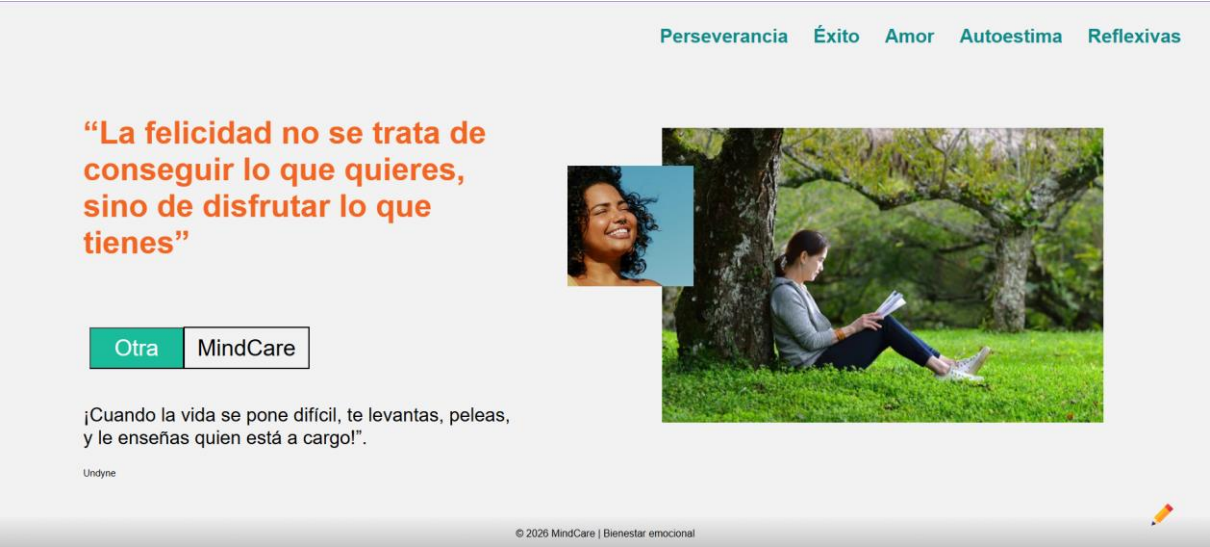 Perseverancia Éxito Amor Autoestima Reflexivas
“La felicidad no se trata de
conseguir lo que quieres,
sino de disfrutar lo que
tienes”
Otra MindCare
¡Cuando la vida se pone difícil, te levantas, peleas,
y le enseñas quien está a cargo!”.
Undyne
© 2026 MindCare | Bienestar emocional